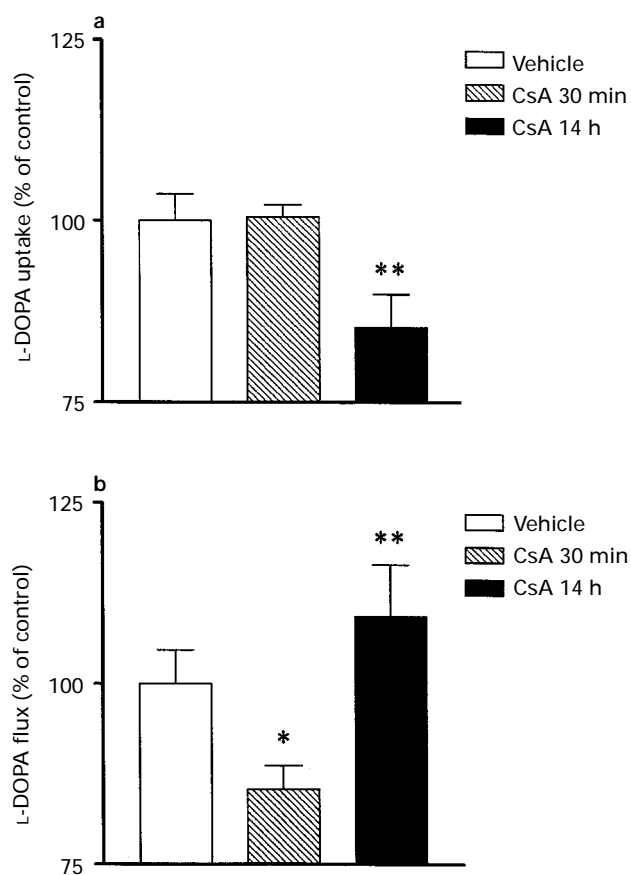 a
125
100
75
L-DOPA uptake (% of control)
**
Vehicle
CsA 30 min
CsA 14 h
b
125
100
75
L-DOPA flux (% of control)
*
**
Vehicle
CsA 30 min
CsA 14 h